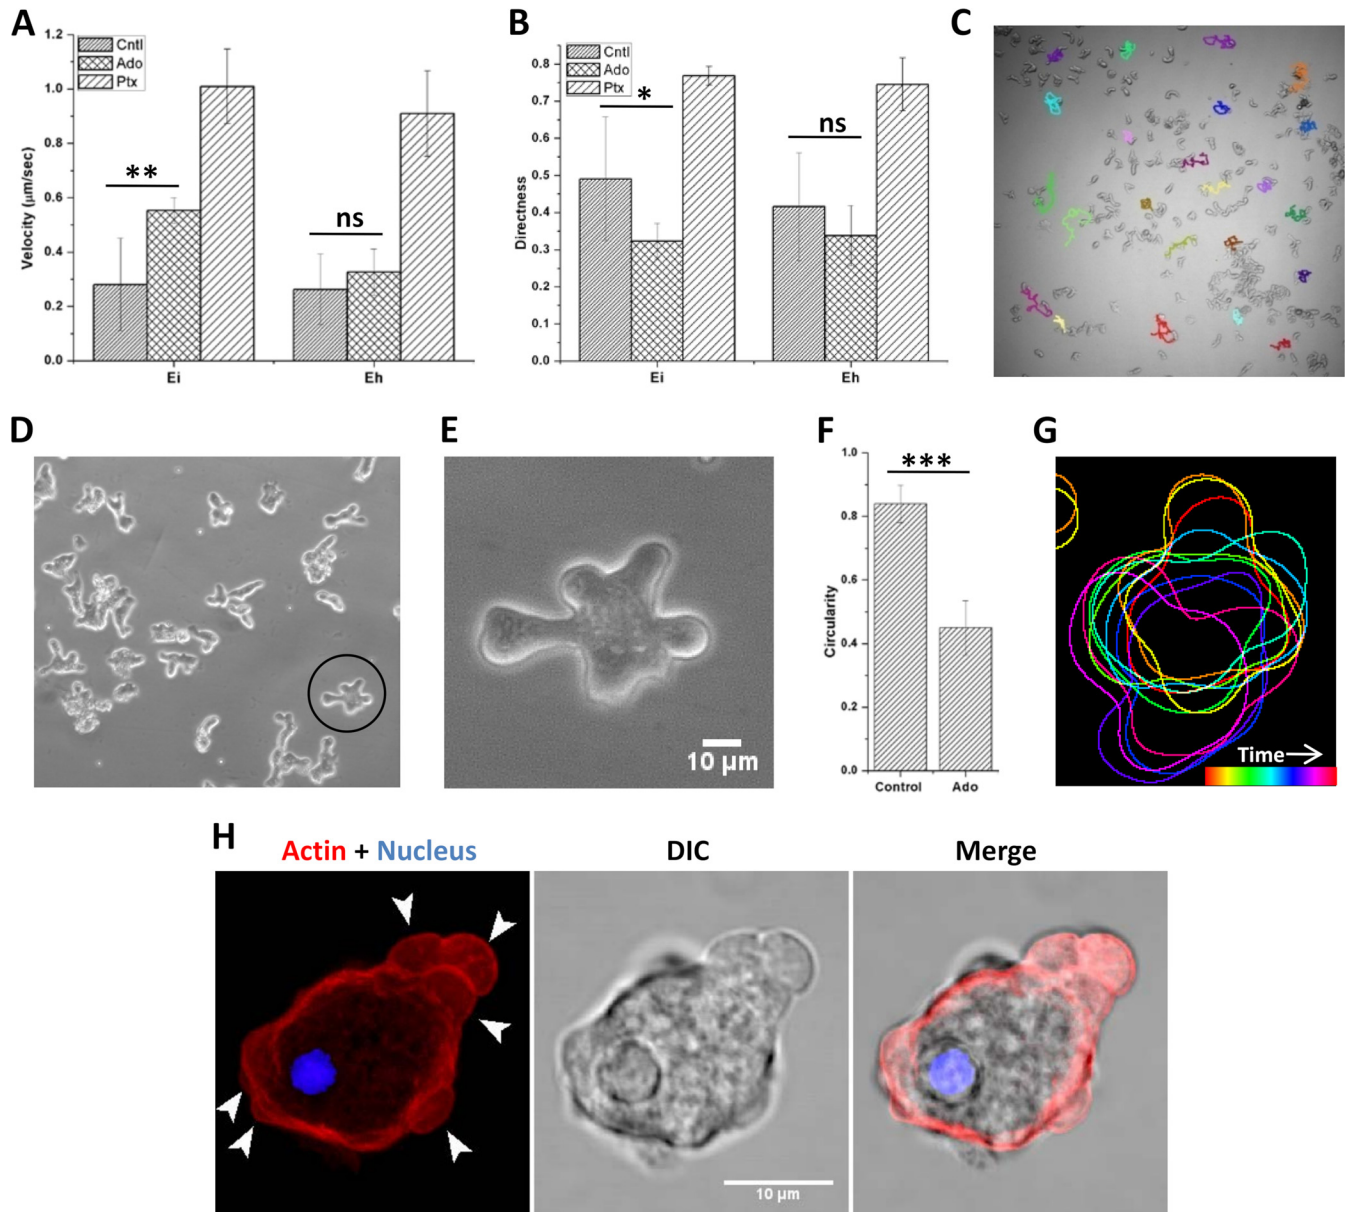 A
Velocity (µm/sec)
1.2
1.0
0.8
0.6
0.4
0.2
0.0
Cntl
Ado
Ptx
**
ns
Ei
Eh
B
Directness
0.8
0.7
0.6
0.5
0.4
0.3
0.2
0.1
0.0
Cntl
Ado
Ptx
*
ns
Ei
Eh
C
D
E
10 µm
F
Circularity
1.0
0.8
0.6
0.4
0.2
0.0
***
Control
Ado
G
Time→
H
Actin + Nucleus
DIC
Merge
10 µm